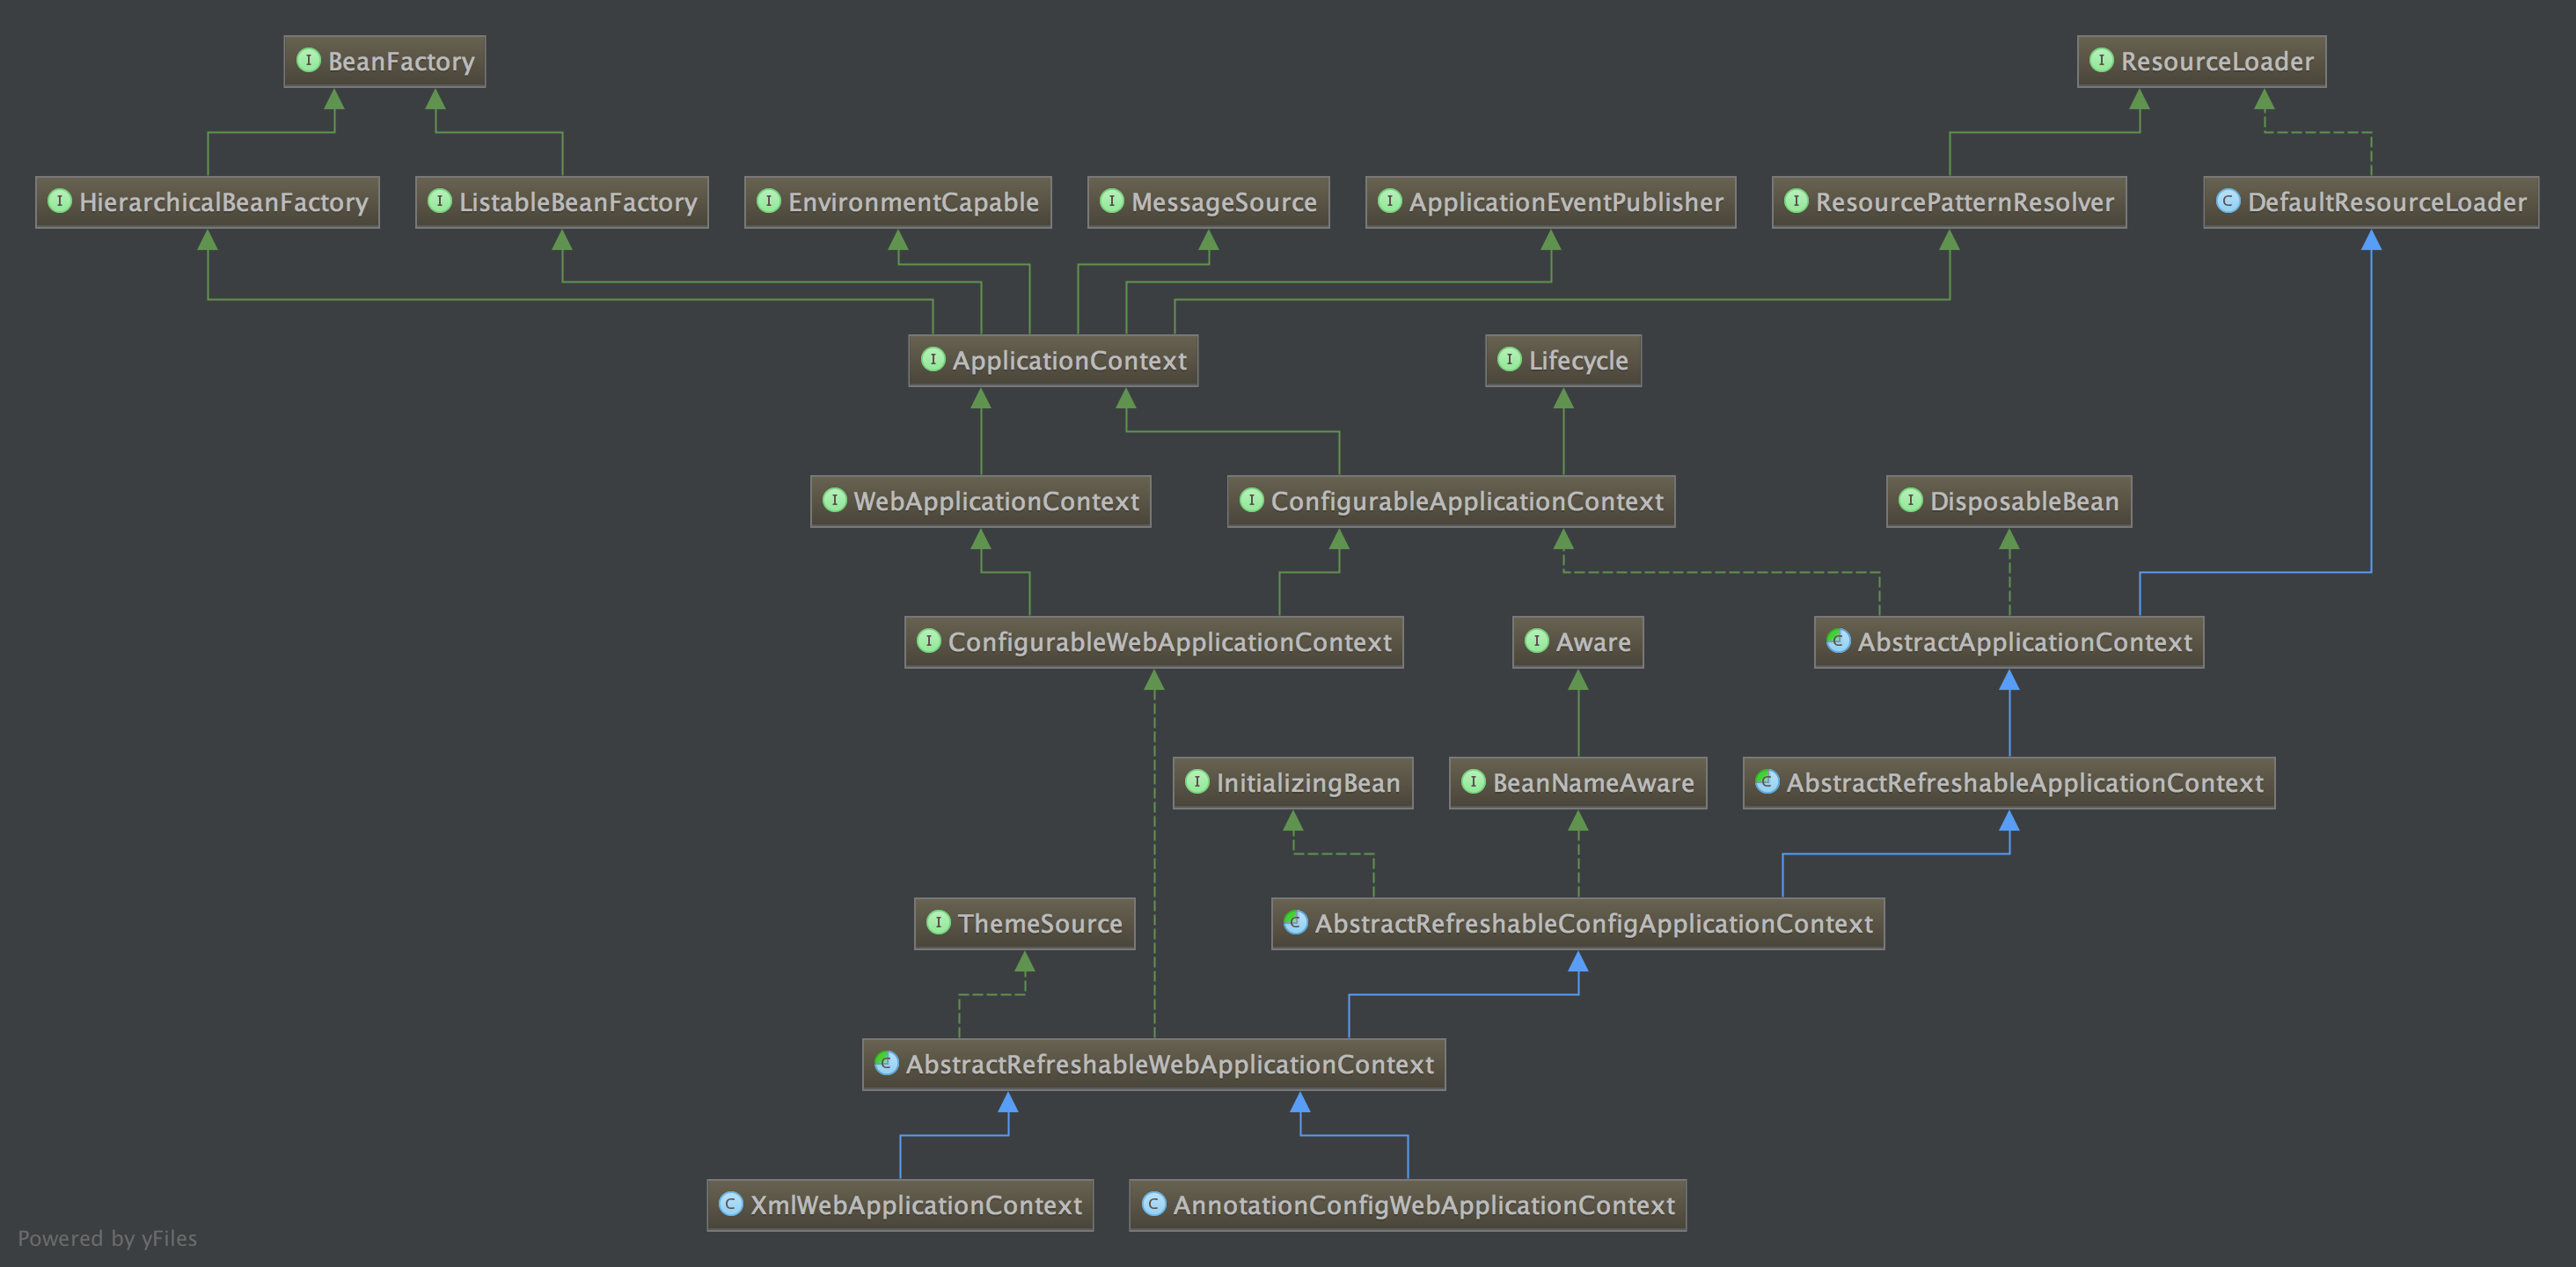 BeanFactory
ResourceLoader
HierarchicalBeanFactory
ListableBeanFactory
EnvironmentCapable
MessageSource
ApplicationEventPublisher
ResourcePatternResolver
DefaultResourceLoader
ApplicationContext
Lifecycle
WebApplicationContext
ConfigurableApplicationContext
DisposableBean
ConfigurableWebApplicationContext
Aware
AbstractApplicationContext
InitializingBean
BeanNameAware
AbstractRefreshableApplicationContext
ThemeSource
AbstractRefreshableConfigApplicationContext
AbstractRefreshableWebApplicationContext
XmlWebApplicationContext
AnnotationConfigWebApplicationContext
Powered by yFiles